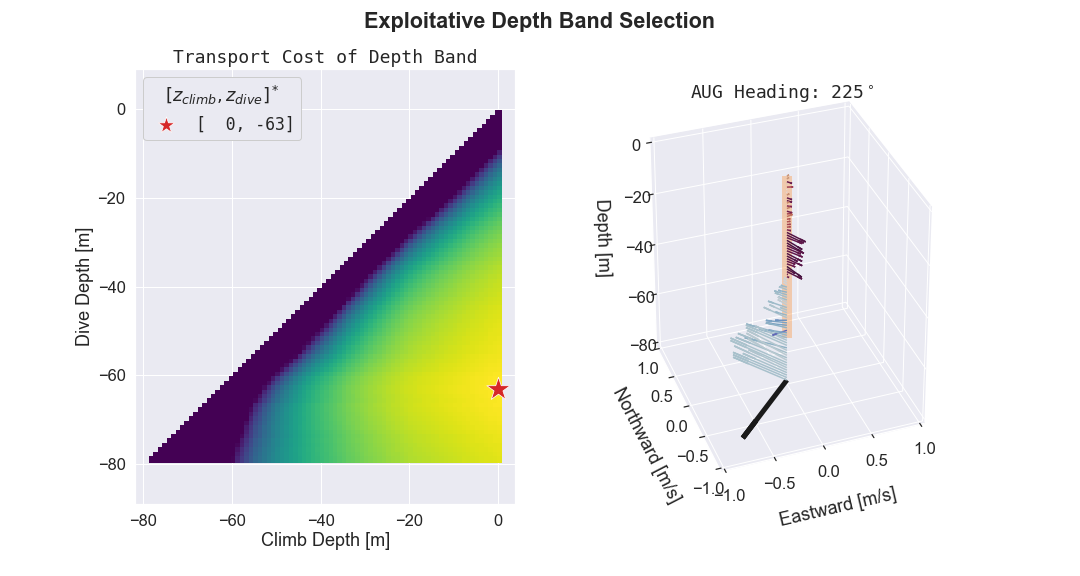 Exploitative Depth Band Selection
Transport Cost of Depth Band
[z_climb, z_dive]*
[  0, -63]
0
−20
−40
−60
−80
Dive Depth [m]
−80
−60
−40
−20
0
Climb Depth [m]
AUG Heading: 225°
0
−20
−40
−60
−80
Depth [m]
1.0
0.5
0.0
−0.5
−1.0
Northward [m/s]
−1.0
−0.5
0.0
0.5
1.0
Eastward [m/s]